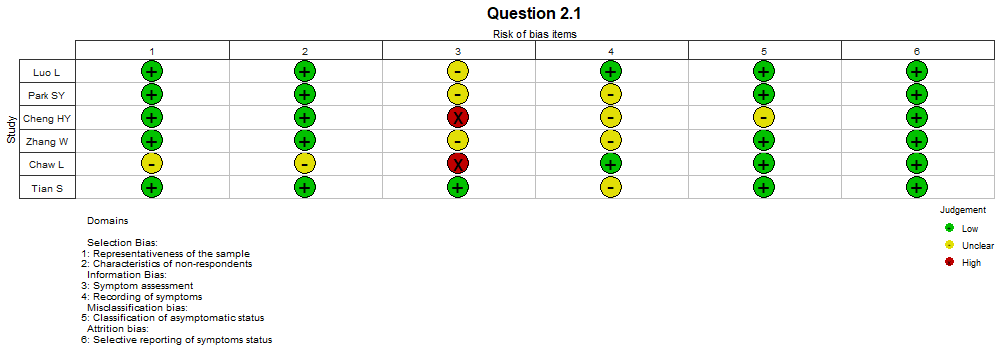 Question 2.1
Risk of bias items
1 2 3 4 5 6
Study
Luo L + + - + + +
Park SY + + - - + +
Cheng HY + + X - - +
Zhang W + + - - + +
Chaw L - - X + + +
Tian S + + + - + +
Judgement
+ Low
- Unclear
x High
Domains
Selection Bias:
1: Representativeness of the sample
2: Characteristics of non-respondents
Information Bias:
3: Symptom assessment
4: Recording of symptoms
Misclassification bias:
5: Classification of asymptomatic status
Attrition bias:
6: Selective reporting of symptoms status